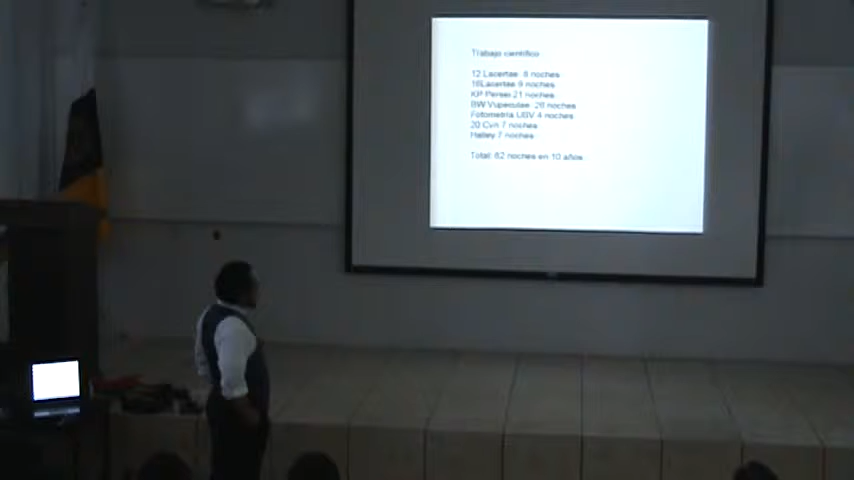 Trabajo científico
12 Lacertae 8 noches
16Lacertae 9 noches
KP Persei 21 noches
BW Vupeculae 26 noches
Fotometría UBV 4 noches
20 Cvn 7 noches
Halley 7 noches
Total: 82 noches en 10 años